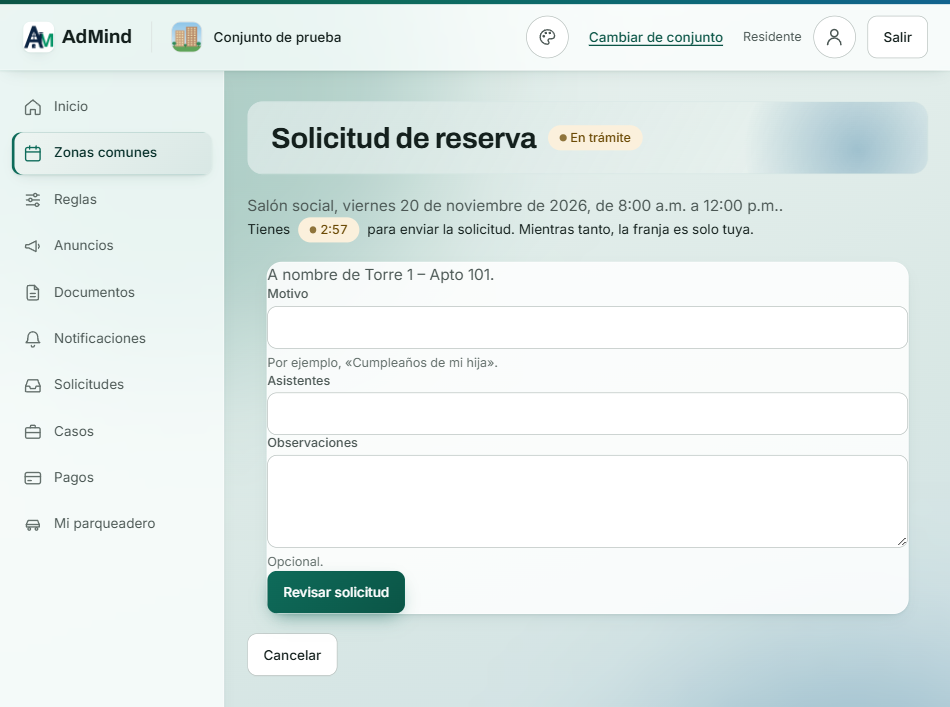 AM AdMind
Conjunto de prueba
Cambiar de conjunto
Residente
Salir
Inicio
Zonas comunes
Reglas
Anuncios
Documentos
Notificaciones
Solicitudes
Casos
Pagos
Mi parqueadero
Solicitud de reserva
En trámite
Salón social, viernes 20 de noviembre de 2026, de 8:00 a.m. a 12:00 p.m..
Tienes 2:57 para enviar la solicitud. Mientras tanto, la franja es solo tuya.
A nombre de Torre 1 – Apto 101.
Motivo
Por ejemplo, «Cumpleaños de mi hija».
Asistentes
Observaciones
Opcional.
Revisar solicitud
Cancelar